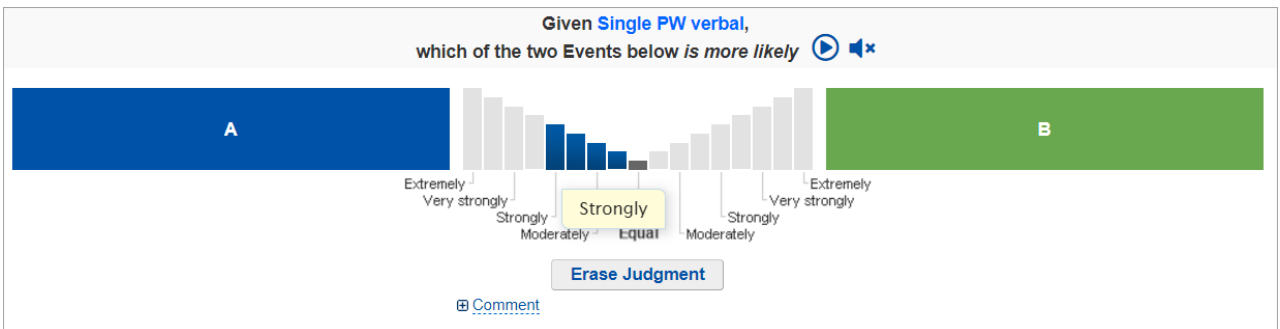 Given Single PW verbal,
which of the two Events below is more likely
A
B
Extremely
Extremely
Very strongly
Very strongly
Strongly
Strongly
Strongly
Moderately
Equal
Moderately
Erase Judgment
Comment